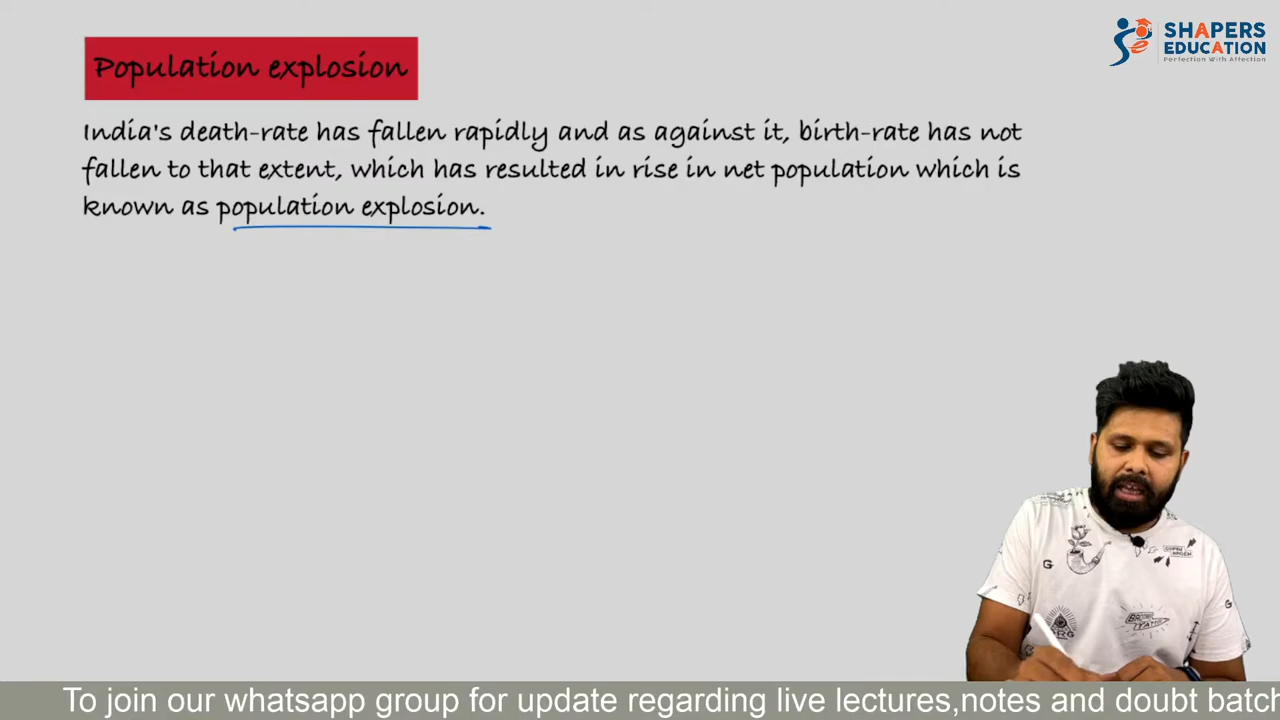 SHAPERS
EDUCATION
Perfection With Affection
Population explosion
India's death-rate has fallen rapidly and as against it, birth-rate has not
fallen to that extent, which has resulted in rise in net population which is
known as population explosion.
To join our whatsapp group for update regarding live lectures,notes and doubt batch